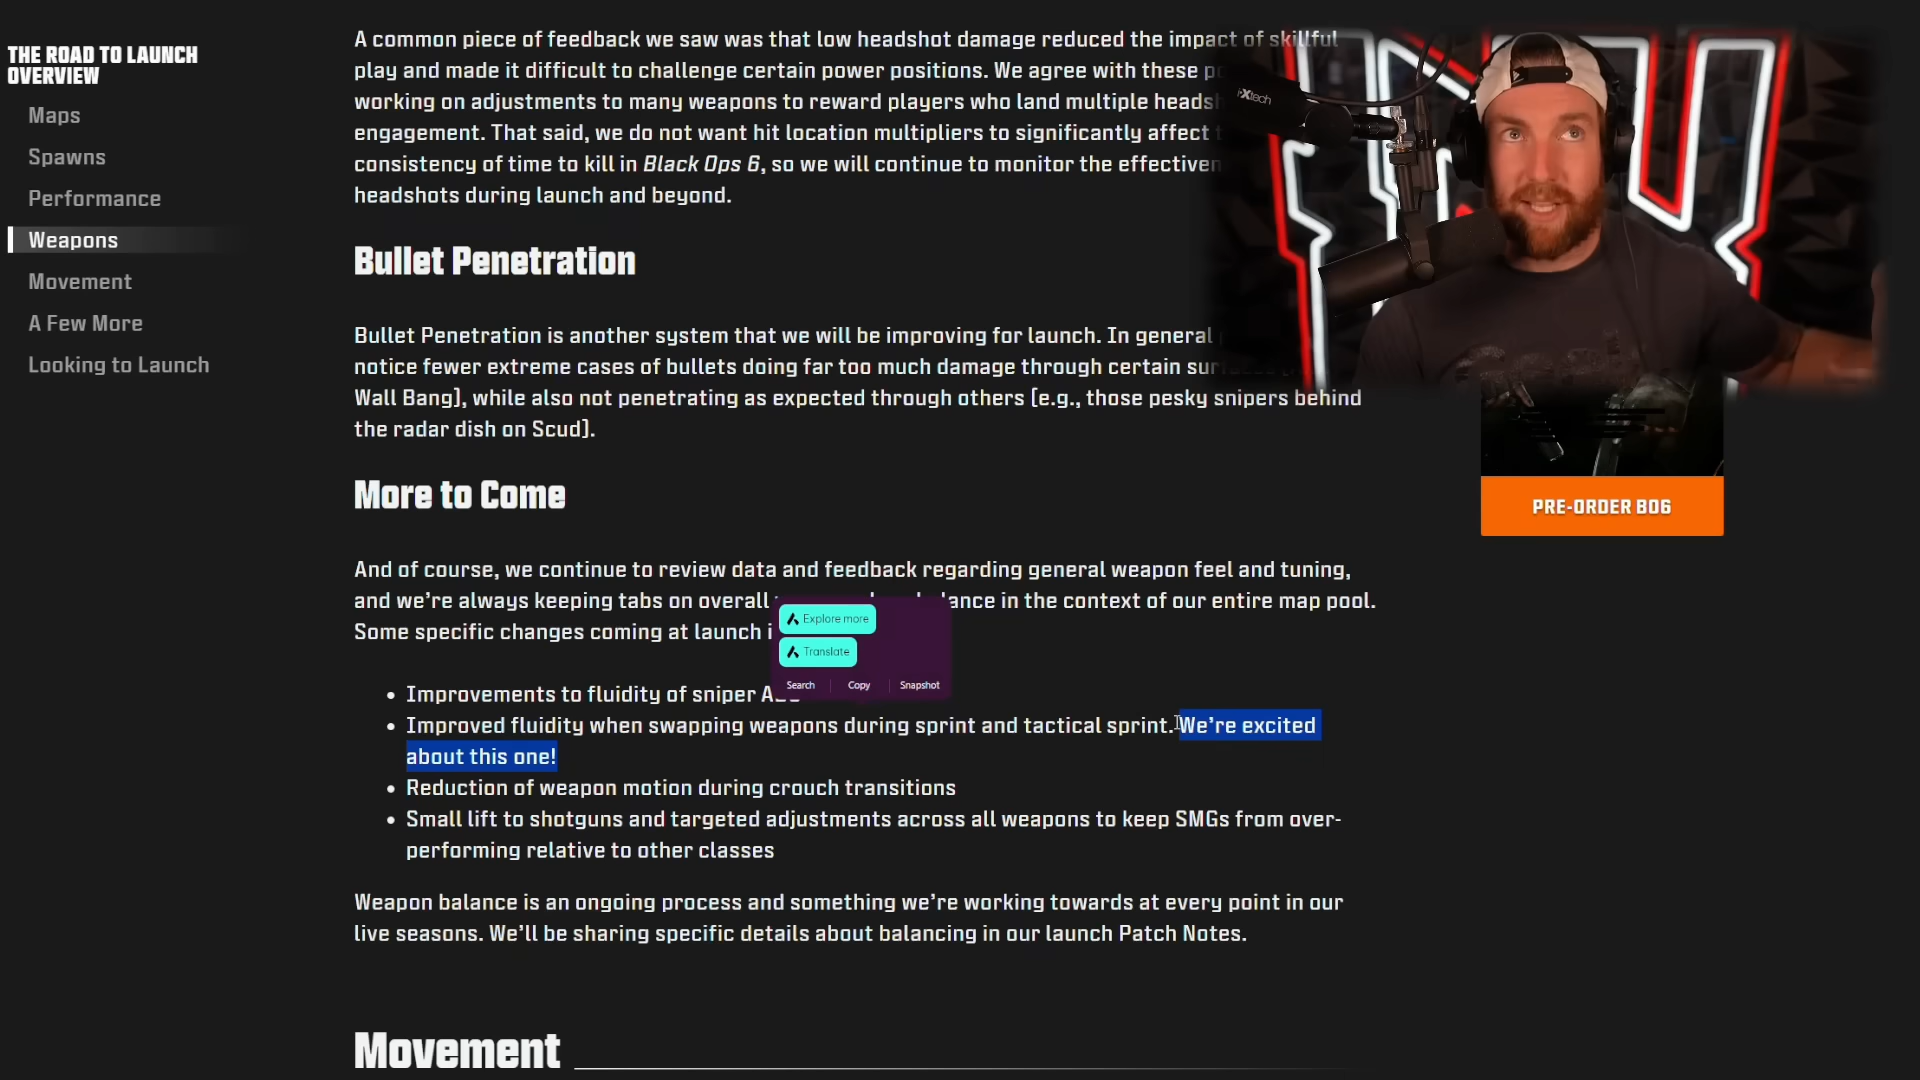 THE ROAD TO LAUNCH
OVERVIEW
Maps
Spawns
Performance
Weapons
Movement
A Few More
Looking to Launch
A common piece of feedback we saw was that low headshot damage reduced the impact of skillful
play and made it difficult to challenge certain power positions. We agree with these
working on adjustments to many weapons to reward players who land multiple
engagement. That said, we do not want hit location multipliers to significantly affect
consistency of time to kill in Black Ops 6, so we will continue to monitor the
headshots during launch and beyond.
Bullet Penetration
Bullet Penetration is another system that we will be improving for launch. In general
notice fewer extreme cases of bullets doing far too much damage through certain
Wall Bang], while also not penetrating as expected through others [e.g., those pesky snipers behind
the radar dish on Scud].
More to Come
And of course, we continue to review data and feedback regarding general weapon feel and tuning,
and we're always keeping tabs on overall in the context of our entire map pool.
Some specific changes coming at launch
Explore more
Translate
Search Copy Snapshot
Improvements to fluidity of sniper
• Improved fluidity when swapping weapons during sprint and tactical sprint. We're excited
about this one!
• Reduction of weapon motion during crouch transitions
• Small lift to shotguns and targeted adjustments across all weapons to keep SMGs from over-
performing relative to other classes
Weapon balance is an ongoing process and something we're working towards at every point in our
live seasons. We'll be sharing specific details about balancing in our launch Patch Notes.
Movement
PRE-ORDER BO6